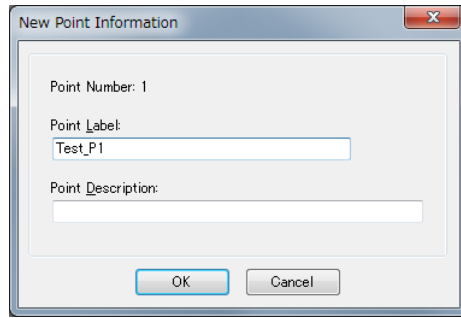 New Point Information
Point Number: 1
Point Label:
Test_P1
Point Description:
OK
Cancel